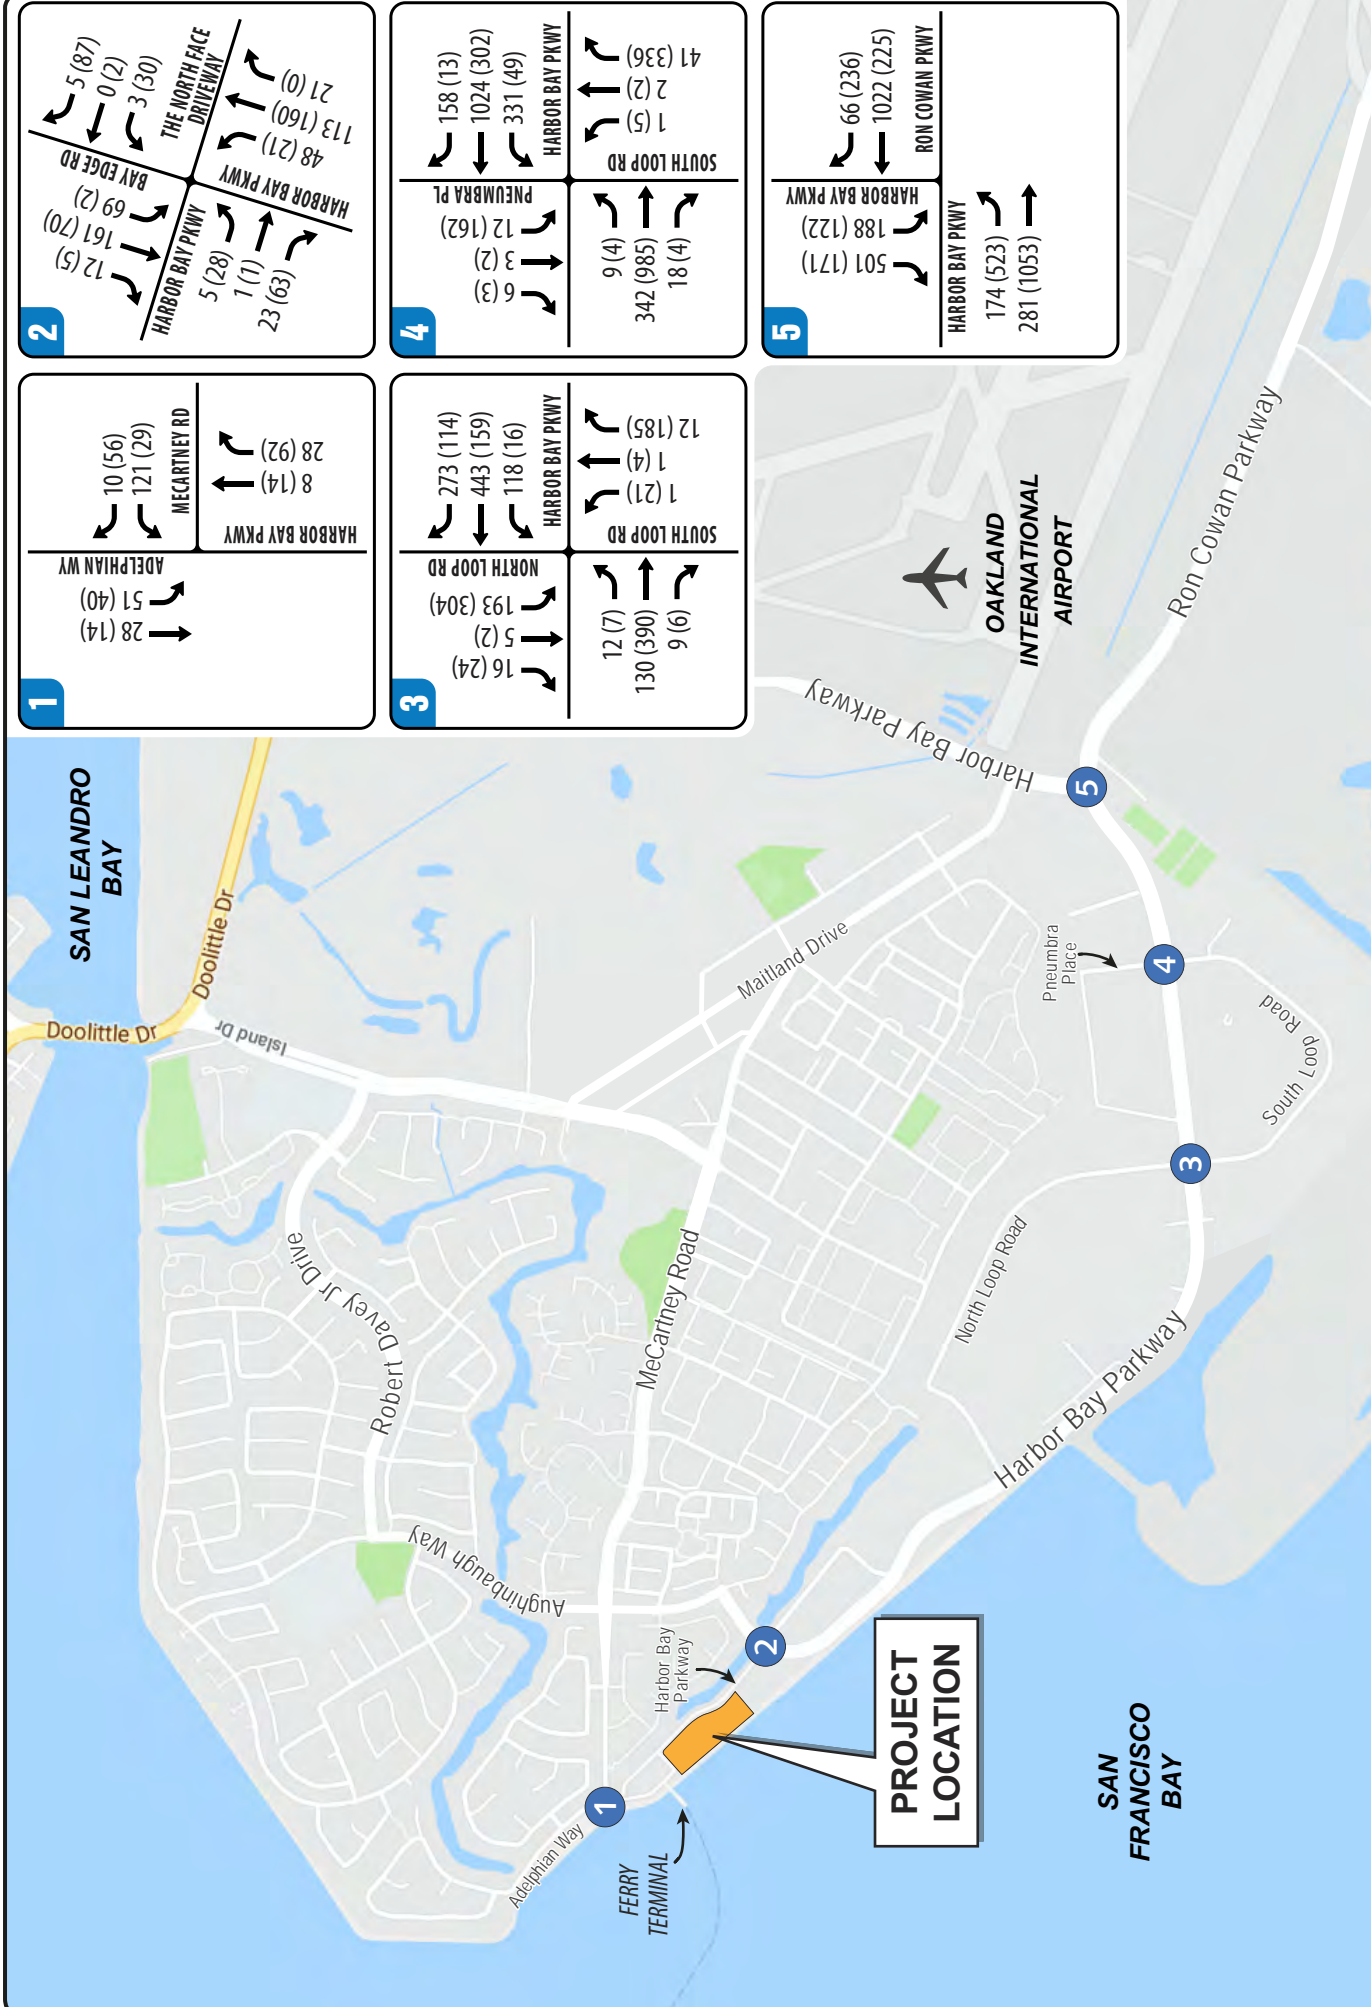 1
ADELPHIAN WY
MECARTNEY RD
HARBOR BAY PKWY
28 (14)
51 (40)
10 (56)
121 (29)
8 (14)
28 (92)
2
BAY EDGE RD
THE NORTH FACE
DRIVEWAY
HARBOR BAY PKWY
HARBOR BAY PKWY
12 (5)
161 (70)
69 (2)
5 (87)
0 (2)
3 (30)
5 (28)
1 (1)
23 (63)
48 (21)
113 (160)
21 (0)
3
NORTH LOOP RD
HARBOR BAY PKWY
SOUTH LOOP RD
16 (24)
5 (2)
193 (304)
273 (114)
443 (159)
118 (16)
12 (7)
130 (390)
9 (6)
1 (21)
1 (4)
12 (185)
4
PNEUMBRA PL
HARBOR BAY PKWY
SOUTH LOOP RD
6 (3)
3 (2)
12 (162)
158 (13)
1024 (302)
331 (49)
9 (4)
342 (985)
18 (4)
1 (5)
2 (2)
41 (336)
5
HARBOR BAY PKWY
RON COWAN PKWY
HARBOR BAY PKWY
501 (171)
188 (122)
66 (236)
1022 (225)
174 (523)
281 (1053)
SAN LEANDRO
BAY
Doolittle Dr
Doolittle Dr
Island Dr
Robert Davey Jr Drive
Aughinbaugh Way
MeCartney Road
Maitland Drive
Harbor Bay Parkway
OAKLAND
INTERNATIONAL
AIRPORT
Ron Cowan Parkway
Pneumbra
Place
North Loop Road
South Loop
Road
Harbor Bay Parkway
Harbor Bay
Parkway
Adelphian Way
FERRY
TERMINAL
PROJECT
LOCATION
SAN
FRANCISCO
BAY
1
2
3
4
5